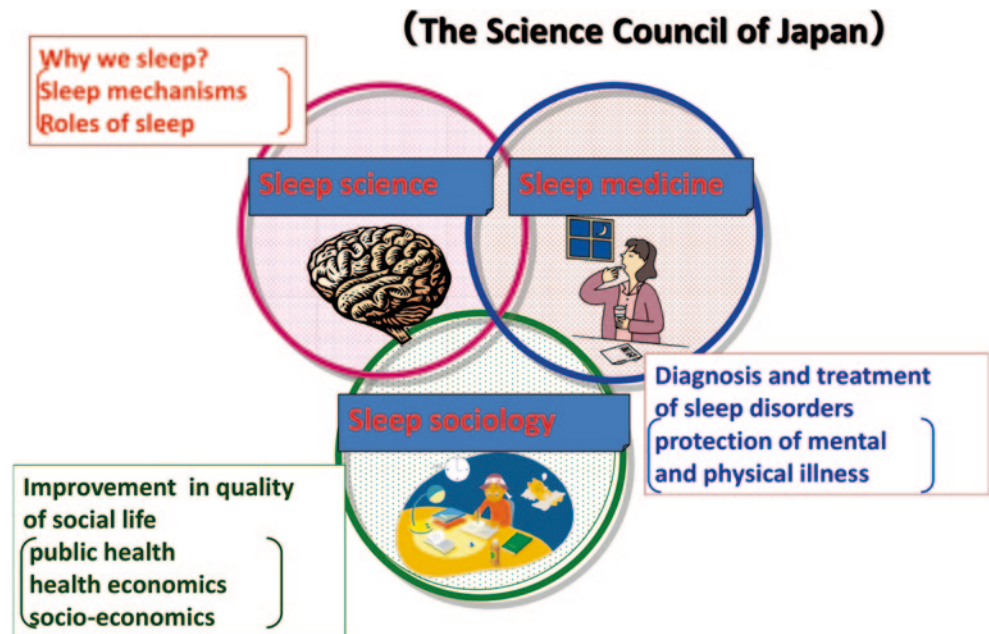 (The Science Council of Japan)
Why we sleep?
Sleep mechanisms
Roles of sleep
Sleep science
Sleep medicine
Diagnosis and treatment
of sleep disorders
protection of mental
and physical illness
Sleep sociology
Improvement in quality
of social life
public health
health economics
socio-economics